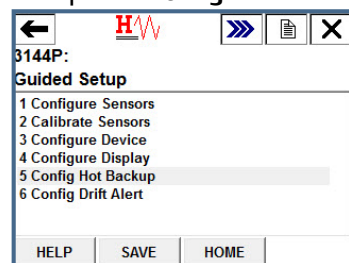 H
3144P:
Guided Setup
1 Configure Sensors
2 Calibrate Sensors
3 Configure Device
4 Configure Display
5 Config Hot Backup
6 Config Drift Alert
HELP SAVE HOME